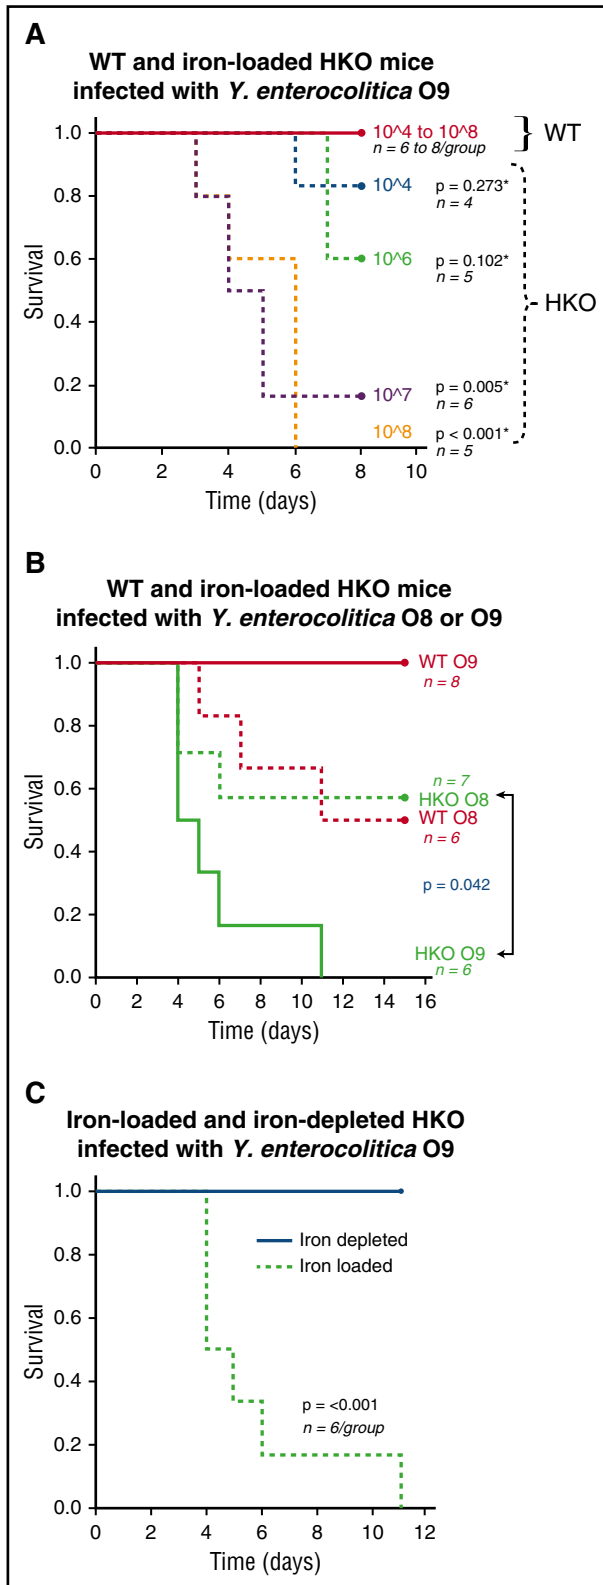 A
WT and iron-loaded HKO mice
infected with Y. enterocolitica O9
1.0
0.8
0.6
0.4
0.2
0.0
Survival
0 2 4 6 8 10
Time (days)
10^4 to 10^8
n = 6 to 8/group
WT
10^4
p = 0.273*
n = 4
10^6
p = 0.102*
n = 5
HKO
10^7
p = 0.005*
n = 6
10^8
p < 0.001*
n = 5
B
WT and iron-loaded HKO mice
infected with Y. enterocolitica O8 or O9
1.0
0.8
0.6
0.4
0.2
0.0
Survival
0 2 4 6 8 10 12 14 16
Time (days)
WT O9
n = 8
n = 7
HKO O8
WT O8
n = 6
p = 0.042
HKO O9
n = 6
C
Iron-loaded and iron-depleted HKO
infected with Y. enterocolitica O9
1.0
0.8
0.6
0.4
0.2
0.0
Survival
0 2 4 6 8 10 12
Time (days)
Iron depleted
Iron loaded
p = <0.001
n = 6/group